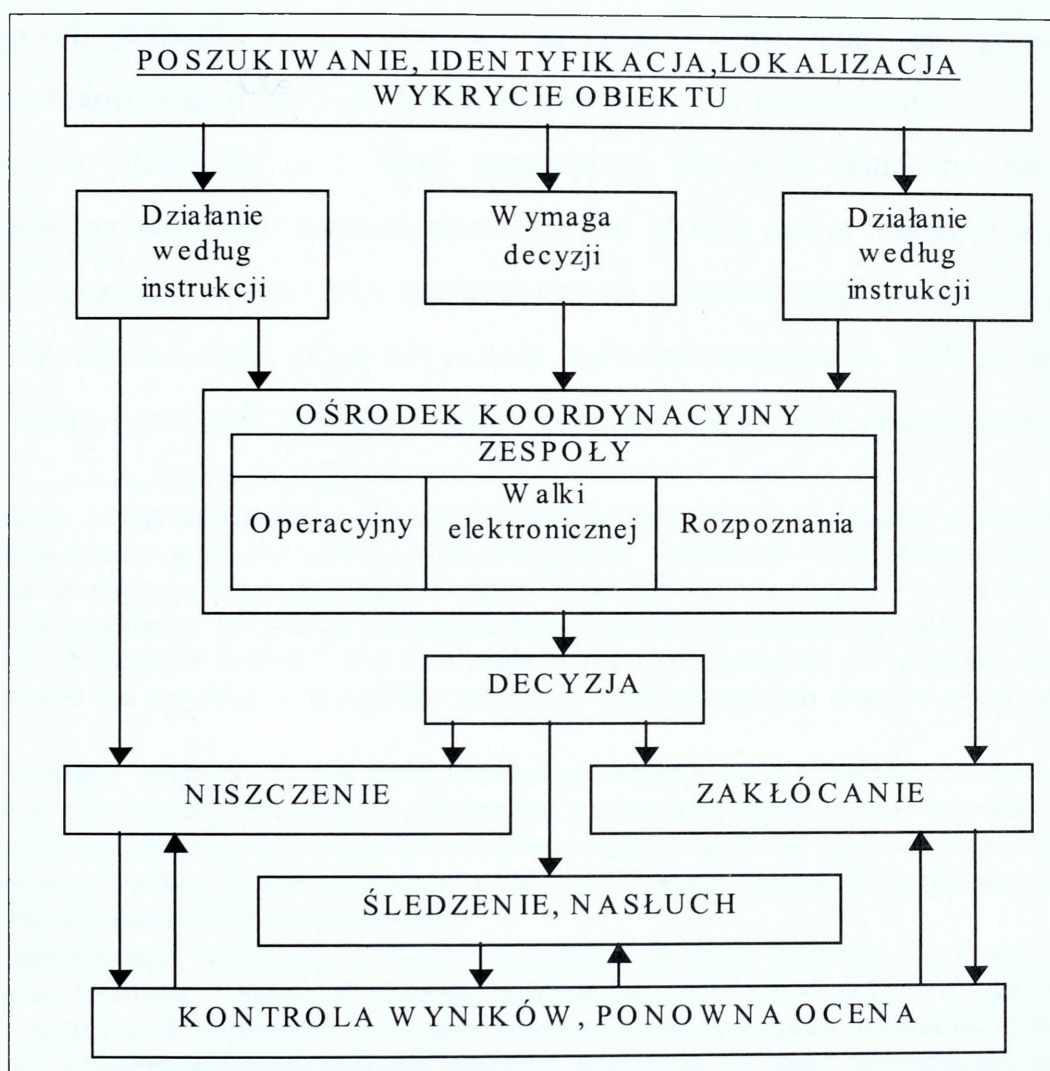 POSZUKIWANIE, IDENTYFIKACJA, LOKALIZACJA
WYKRYCIE OBIEKTU
Działanie
według
instrukcji
Wymaga
decyzji
Działanie
według
instrukcji
OŚRODEK KOORDYNACYJNY
ZESPOŁY
Operacyjny
Walki
elektronicznej
Rozpoznania
DECYZJA
NISZCZENIE
ZAKŁÓCANIE
ŚLEDZENIE, NASŁUCH
KONTROLA WYNIKÓW, PONOWNA OCENA